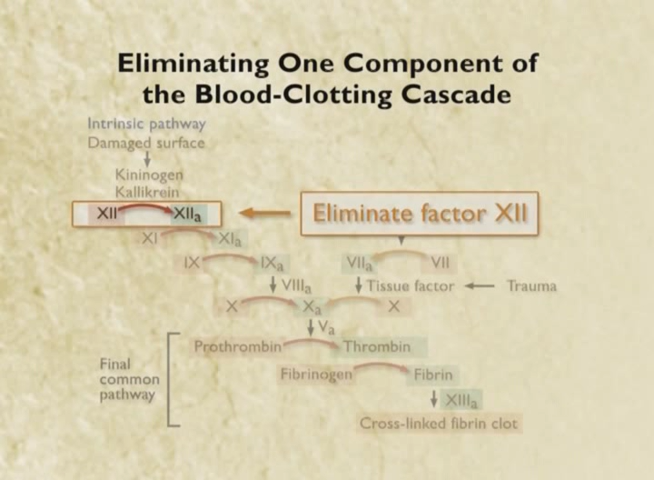 Eliminating One Component of
the Blood-Clotting Cascade
Intrinsic pathway
Damaged surface
Kininogen
Kallikrein
XII XIIa
Eliminate factor XII
XI XIa
IX IXa VIIa VII
VIIIa Tissue factor Trauma
X Xa X
Va
Prothrombin Thrombin
Final
common
pathway
Fibrinogen Fibrin
XIIIa
Cross-linked fibrin clot